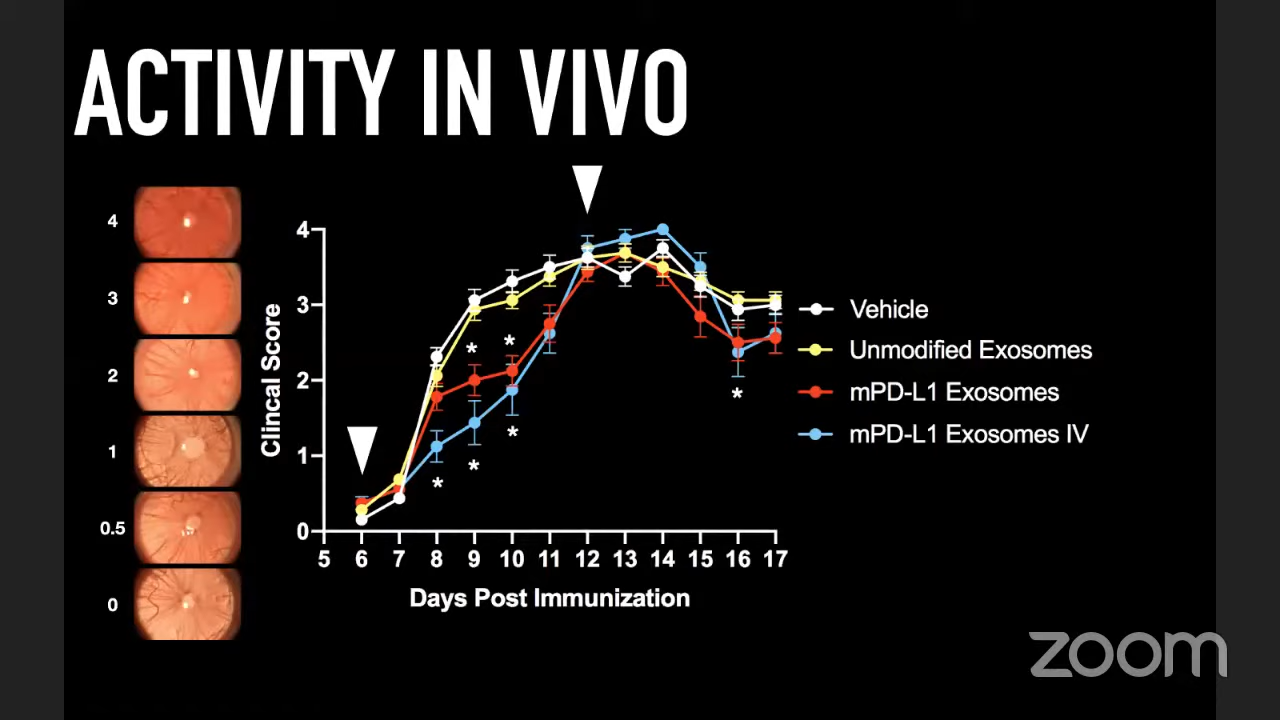 ACTIVITY IN VIVO
4
3
2
1
0.5
0
Clincal Score
4
3
2
1
0
* *
* * *
*
5 6 7 8 9 10 11 12 13 14 15 16 17
Days Post Immunization
Vehicle
Unmodified Exosomes
mPD-L1 Exosomes
mPD-L1 Exosomes IV
zoom